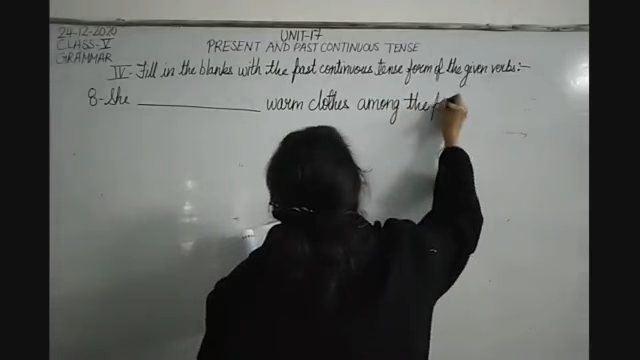 24-12-2020
CLASS-V
GRAMMAR
UNIT-17
PRESENT AND PAST CONTINUOUS TENSE
IV- Fill in the blanks with the past continuous tense form of the given verbs:-
8- She ____________ warm clothes among the